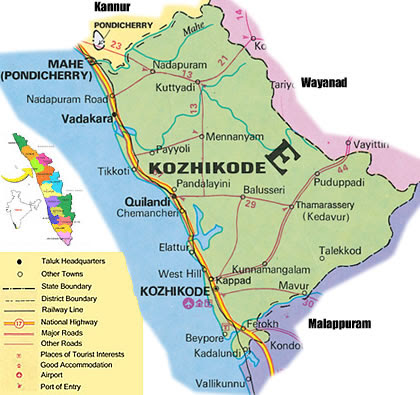 Kannur
PONDICHERRY
Mahe
23
MAHE
(PONDICHERRY)
Nadapuram
13
21
Kuttyadi
Nadapuram Road
13
Wayanad
Vadakara
Mennanyam
Payyoli
Vayittiri
44
KOZHIKODE
E
Tikkoti
Pandalayini
Puduppadi
Quilandi
Balusseri
29
Thamarassery
(Kedavur)
Chemancheri
Elattur
Talekkod
West Hill
Kunnamangalam
Kappad
KOZHIKODE
Mavur
30
Malappuram
Beypore
Ferokh
Kadalundi
Kondo
Vallikunnu
Taluk Headquarters
Other Towns
State Boundary
District Boundary
Railway Line
17
National Highway
Major Roads
Other Roads
Places of Tourist Interests
Good Accommodation
Airport
Port of Entry